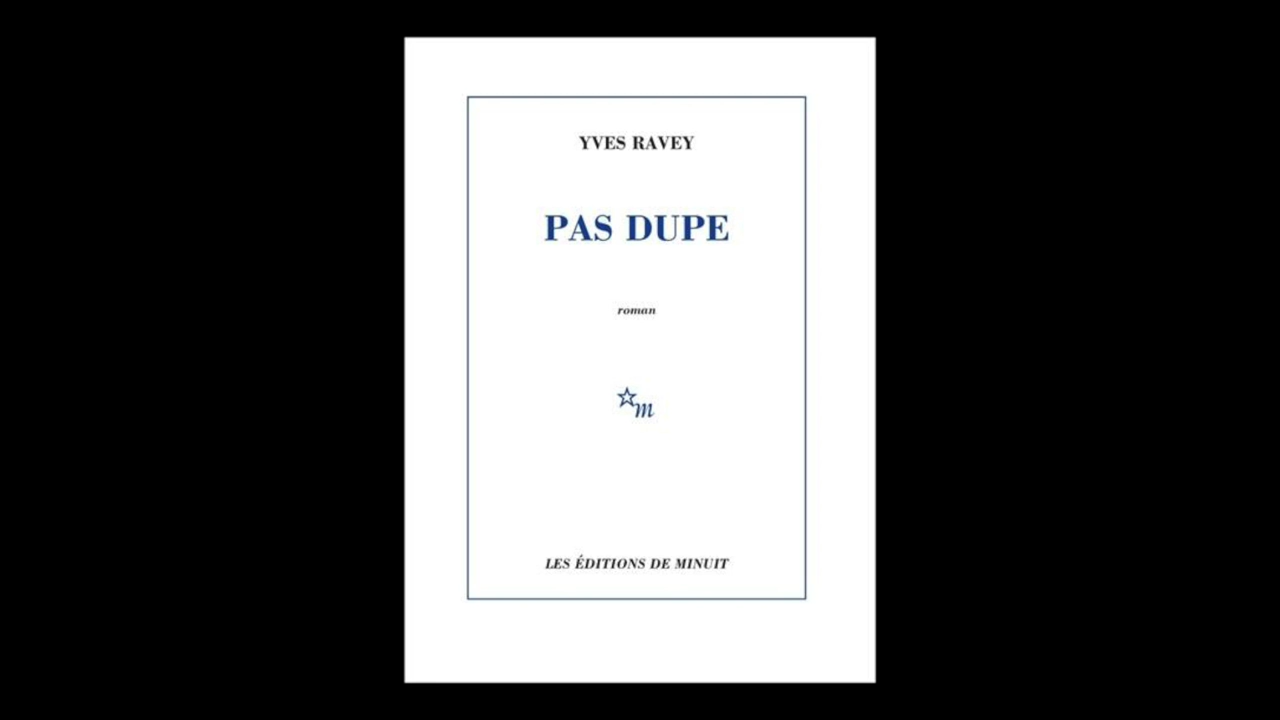 YVES RAVEY
PAS DUPE
roman
m
LES ÉDITIONS DE MINUIT